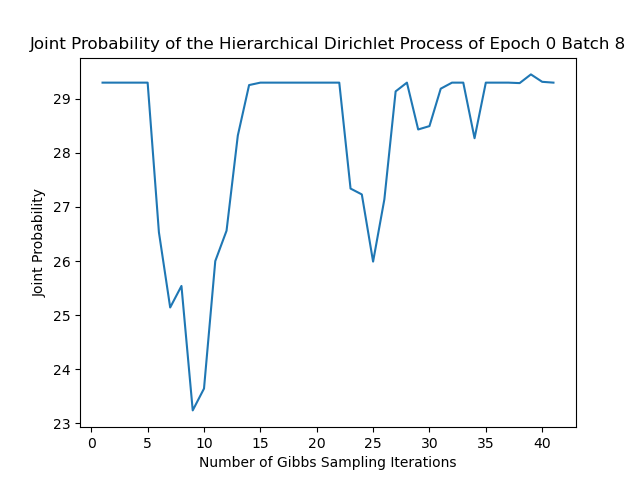 Joint Probability of the Hierarchical Dirichlet Process of Epoch 0 Batch 8
29
28
27
26
25
24
23
Joint Probability
0 5 10 15 20 25 30 35 40
Number of Gibbs Sampling Iterations